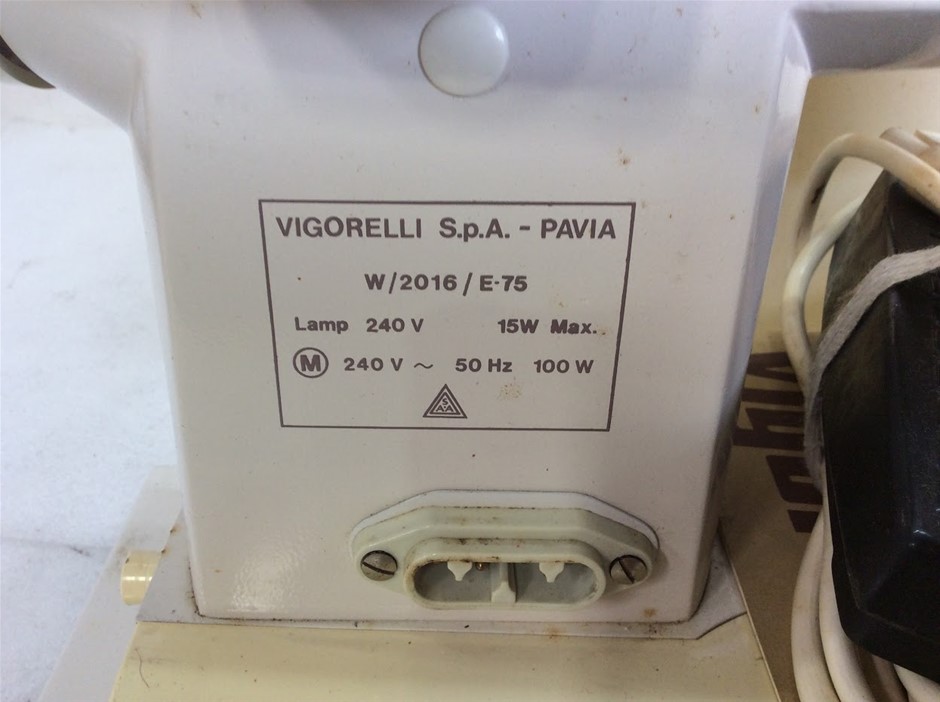 VIGORELLI S.p.A. - PAVIA
W/2016/E-75
Lamp 240 V 15W Max.
M 240 V ~ 50 Hz 100 W
S
A.A